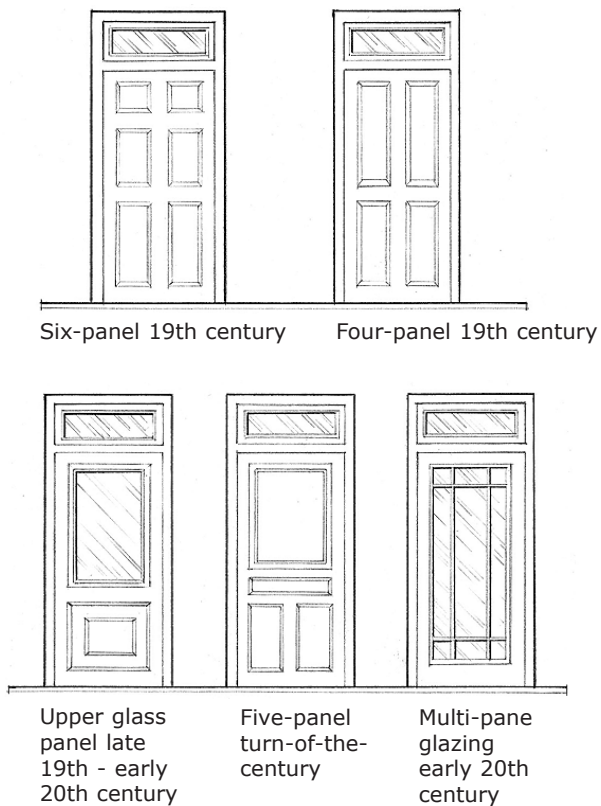 Six-panel 19th century
Four-panel 19th century
Upper glass
panel late
19th - early
20th century
Five-panel
turn-of-the-
century
Multi-pane
glazing
early 20th
century